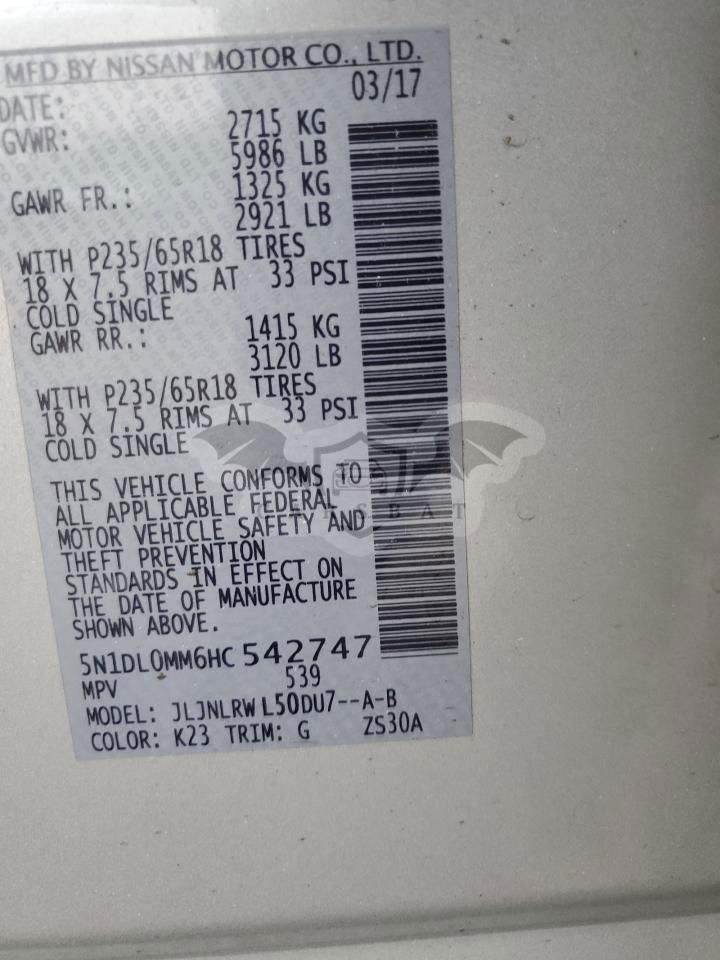 MFD BY NISSAN MOTOR CO., LTD.
DATE: 03/17
GVWR: 2715 KG
5986 LB
GAWR FR.: 1325 KG
2921 LB
WITH P235/65R18 TIRES
18 X 7.5 RIMS AT 33 PSI
COLD SINGLE
GAWR RR.: 1415 KG
3120 LB
WITH P235/65R18 TIRES
18 X 7.5 RIMS AT 33 PSI
COLD SINGLE
THIS VEHICLE CONFORMS TO
ALL APPLICABLE FEDERAL
MOTOR VEHICLE SAFETY AND
THEFT PREVENTION
STANDARDS IN EFFECT ON
THE DATE OF MANUFACTURE
SHOWN ABOVE.
5N1DL0MM6HC 542747
MPV 539
MODEL: JLJNLRW L50DU7--A-B
COLOR: K23 TRIM: G ZS30A